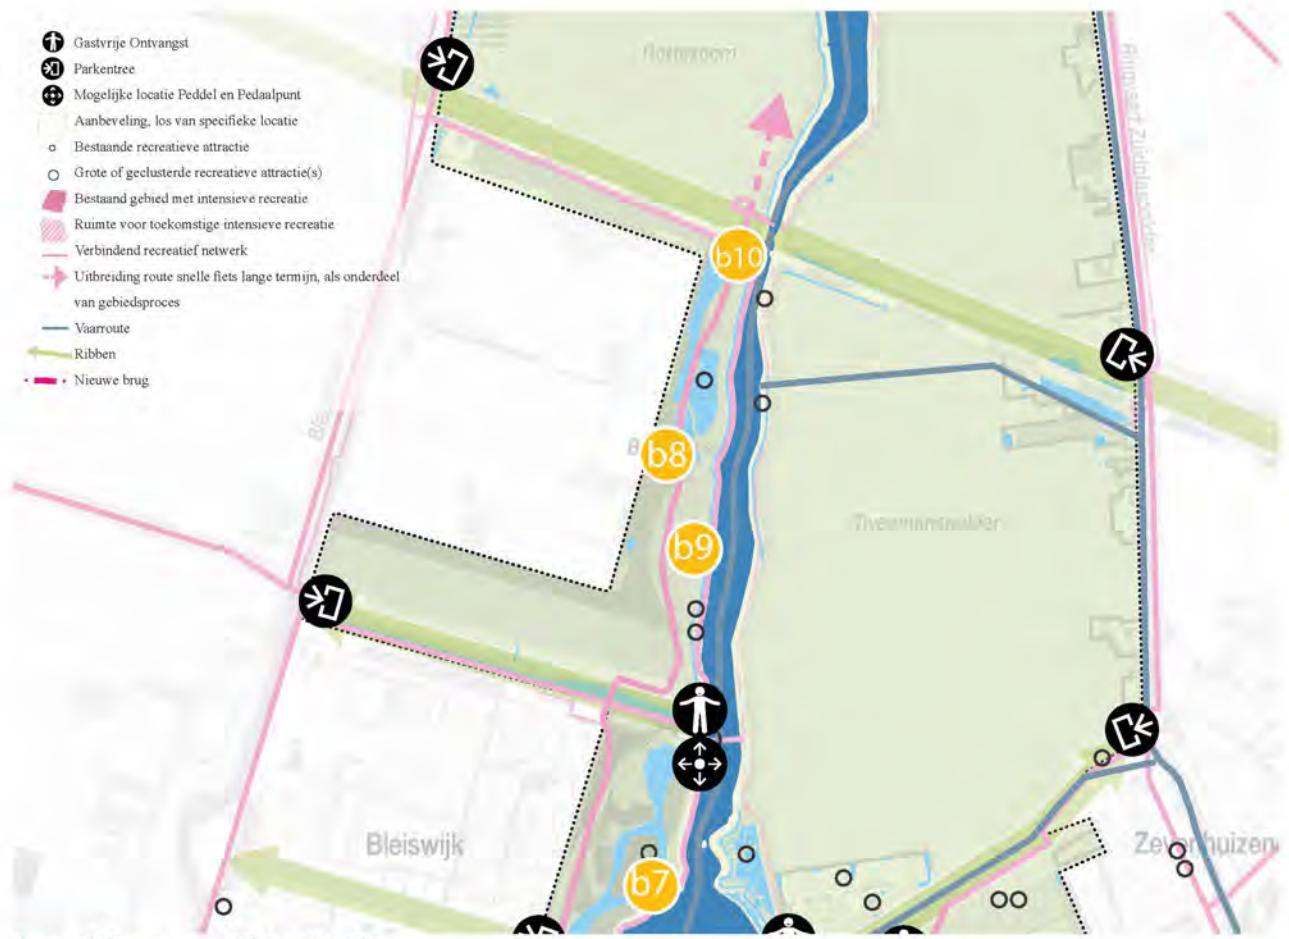 Gastvrije Ontvangst
Parkentree
Mogelijke locatie Peddel en Pedaalpunt
Aanbeveling, los van specifieke locatie
Bestaande recreatieve attractie
Grote of geclusterde recreatieve attractie(s)
Bestaand gebied met intensieve recreatie
Ruimte voor toekomstige intensieve recreatie
Verbindend recreatief netwerk
Uitbreiding route snelle fiets lange termijn, als onderdeel
van gebiedsproces
Vaarroute
Ribben
Nieuwe brug
b10
b8
b9
Bleiswijk
Zevenhuizen
b7